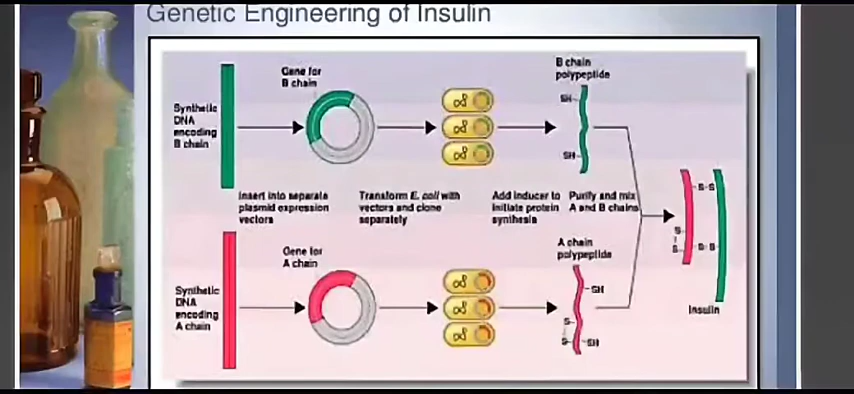 Genetic Engineering of Insulin
Gene for
B chain
B chain
polypeptide
Synthetic
DNA
encoding
B chain
SH
SH
Insert into separate
plasmid expression
vectors
Transform E. coli with
vectors and clone
separately
Add inducer to
initiate protein
synthesis
Purify and mix
A and B chains
S-S
S
S
S-S
Gene for
A chain
A chain
polypeptide
Synthetic
DNA
encoding
A chain
SH
S
S
SH
Insulin